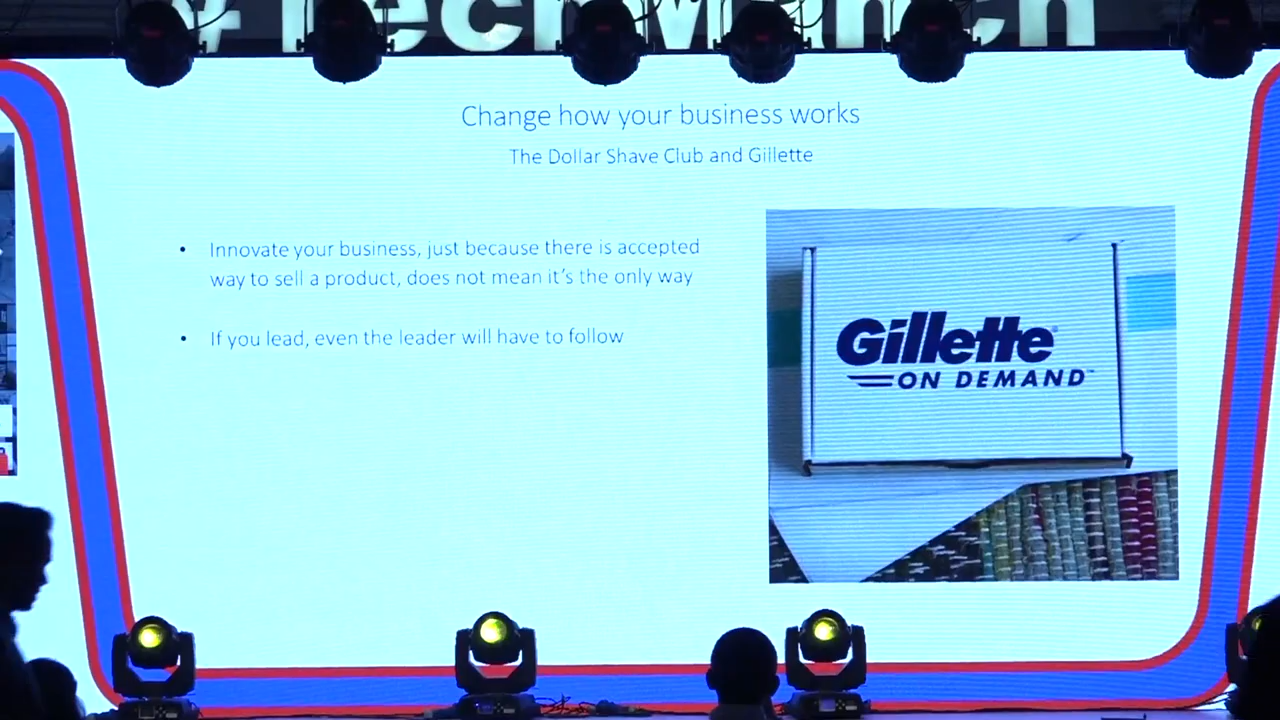 #TechMarch
Change how your business works
The Dollar Shave Club and Gillette
• Innovate your business, just because there is accepted
way to sell a product, does not mean it's the only way
• If you lead, even the leader will have to follow
Gillette®
ON DEMAND™